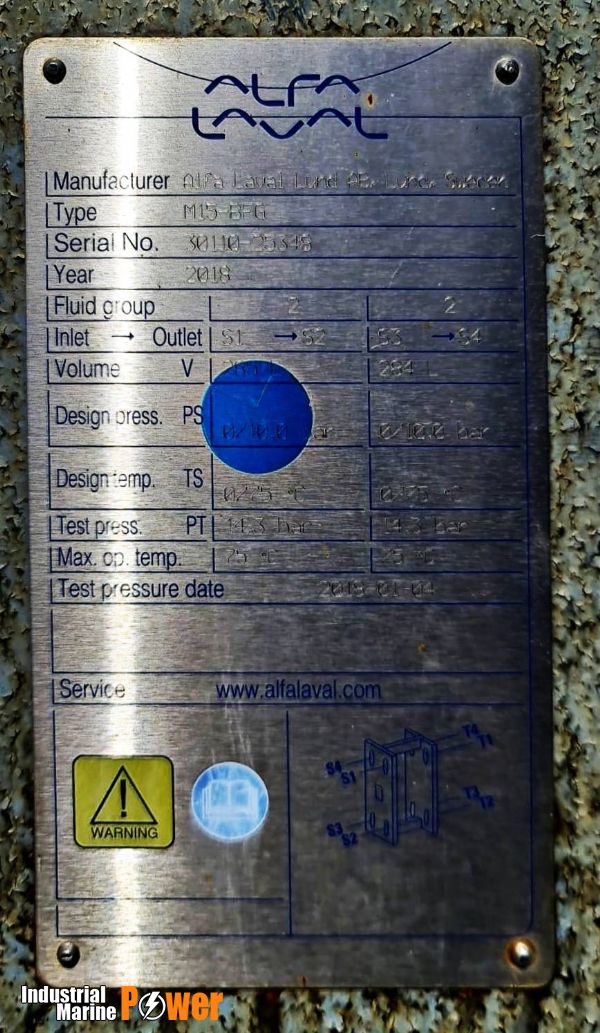 ALFA
LAVAL
Manufacturer Alfa Laval Lund AB, Sweden
Type M15-BFG
Serial No. 30110-25348
Year 2018
Fluid group 2 2
Inlet → Outlet S1 → S2 S3 → S4
Volume V L 284 L
Design press. PS 0/10.0 bar 0/10.0 bar
Design temp. TS 0/75 °C 0/75 °C
Test press. PT 14.3 bar 14.3 bar
Max. op. temp. 75 °C 75 °C
Test pressure date 2018-01-04
Service www.alfalaval.com
WARNING
S4
S1
T4
T1
S3
S2
T3
T2
Industrial
Marine Power